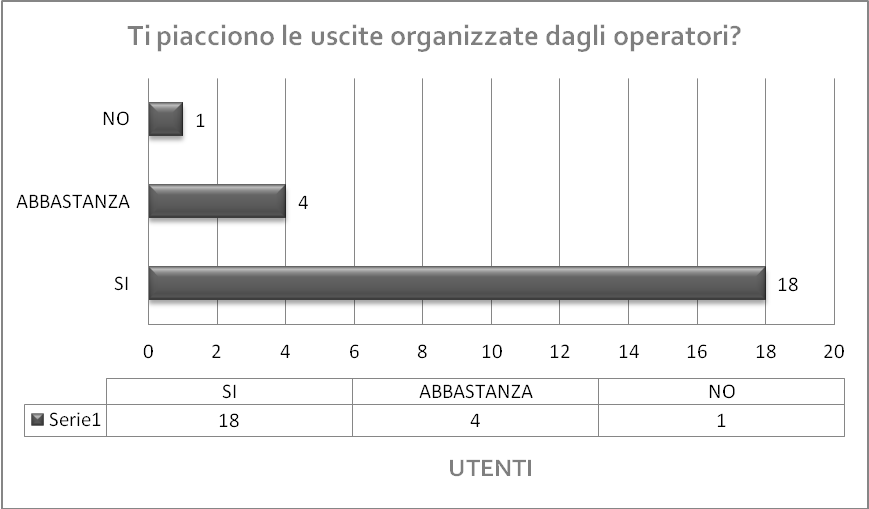 Ti piacciono le uscite organizzate dagli operatori?
NO 1
ABBASTANZA 4
SI 18
0 2 4 6 8 10 12 14 16 18 20
SI ABBASTANZA NO
Serie1 18 4 1
UTENTI